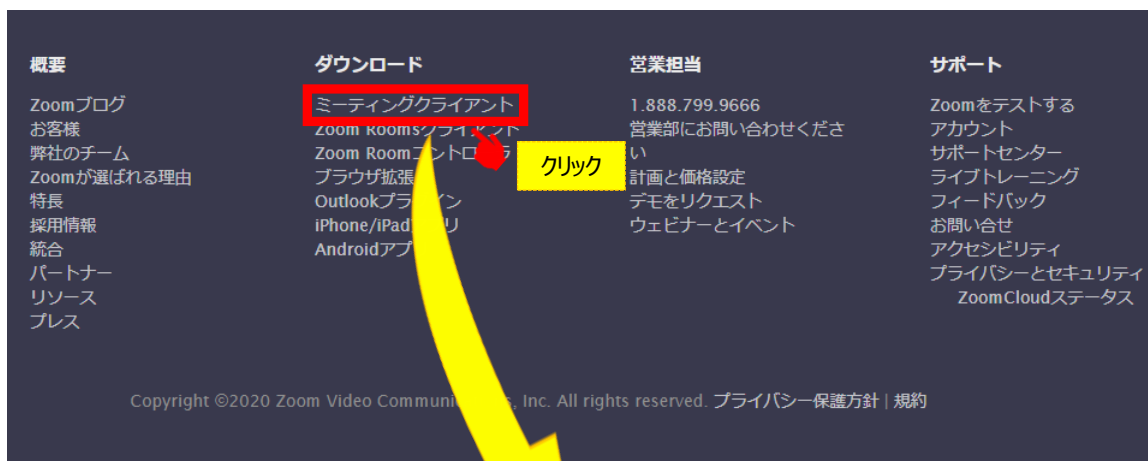 概要
Zoomブログ
お客様
弊社のチーム
Zoomが選ばれる理由
特長
採用情報
統合
パートナー
リソース
プレス
ダウンロード
ミーティングクライアント
Zoom Roomsクライアント
Zoom Roomコントローラ
ブラウザ拡張
Outlookプラ イン
iPhone/iPad リ
Androidアプ
クリック
営業担当
1.888.799.9666
営業部にお問い合わせくださ
い
計画と価格設定
デモをリクエスト
ウェビナーとイベント
サポート
Zoomをテストする
アカウント
サポートセンター
ライブトレーニング
フィードバック
お問い合せ
アクセシビリティ
プライバシーとセキュリティ
ZoomCloudステータス
Copyright ©2020 Zoom Video Communi s, Inc. All rights reserved. プライバシー保護方針 | 規約